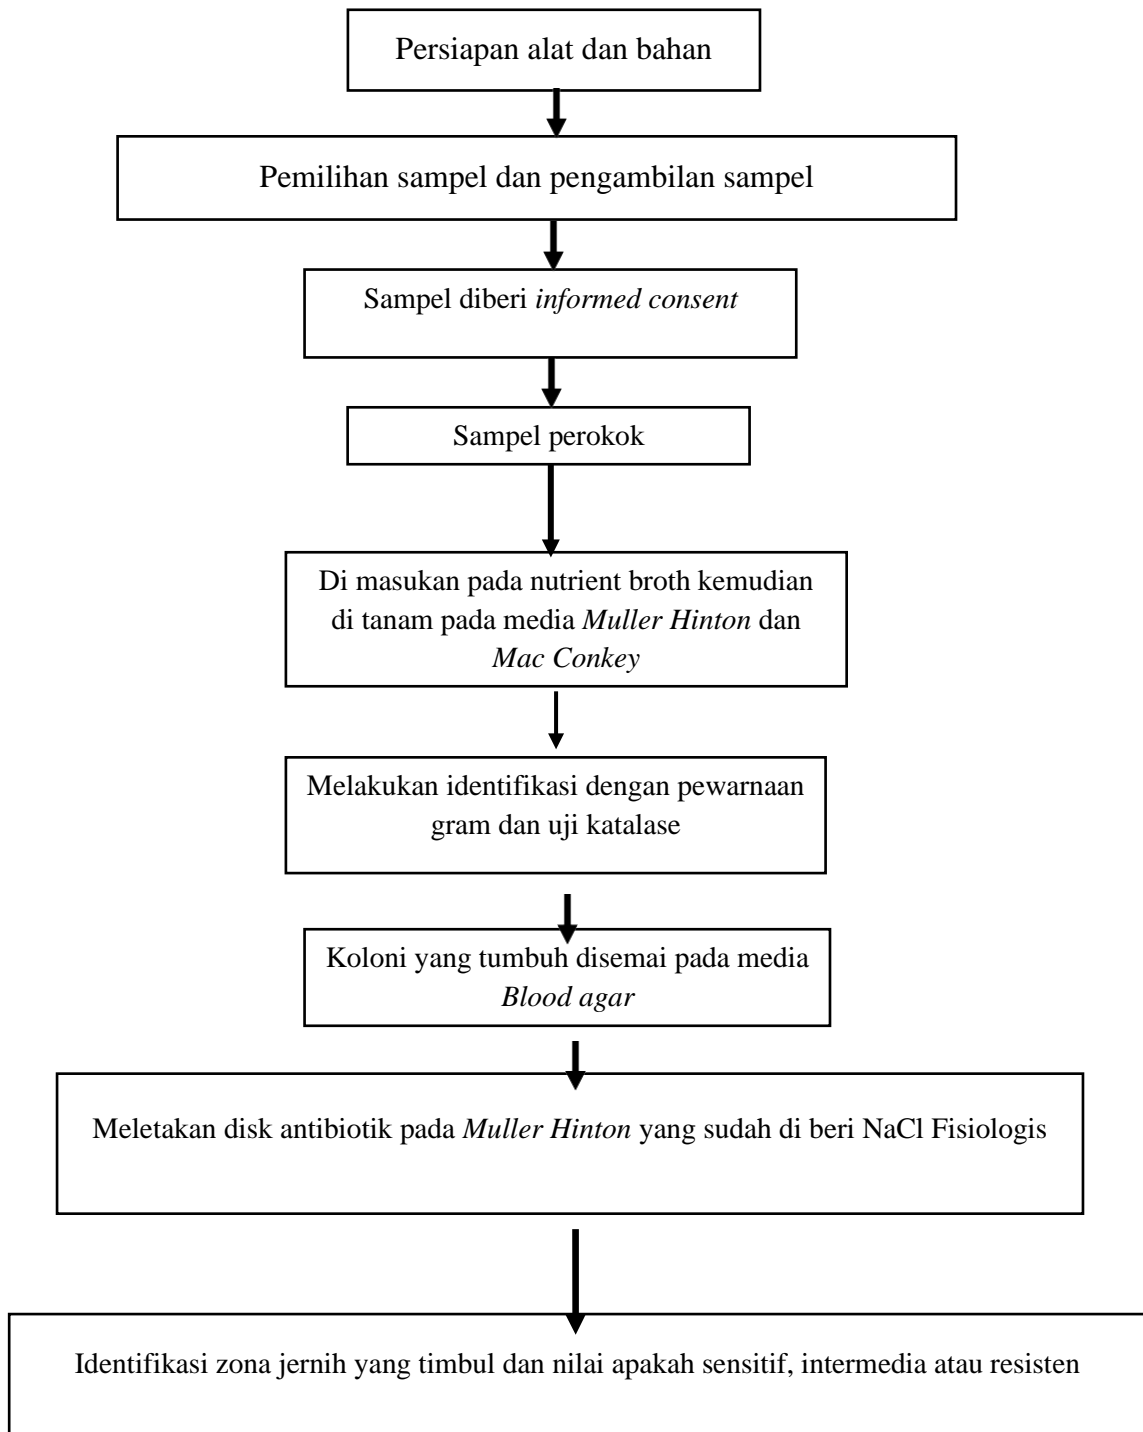 Persiapan alat dan bahan
Pemilihan sampel dan pengambilan sampel
Sampel diberi informed consent
Sampel perokok
Di masukan pada nutrient broth kemudian
di tanam pada media Muller Hinton dan
Mac Conkey
Melakukan identifikasi dengan pewarnaan
gram dan uji katalase
Koloni yang tumbuh disemai pada media
Blood agar
Meletakan disk antibiotik pada Muller Hinton yang sudah di beri NaCl Fisiologis
Identifikasi zona jernih yang timbul dan nilai apakah sensitif, intermedia atau resisten